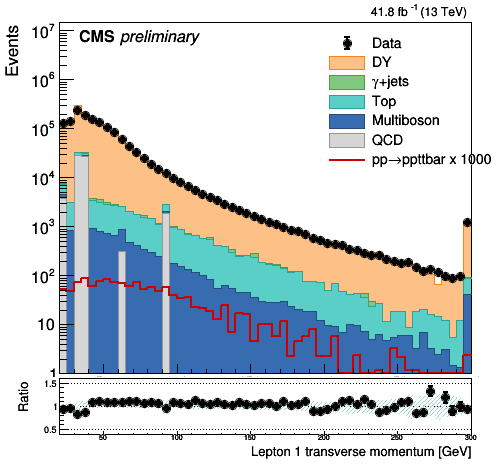 41.8 fb⁻¹ (13 TeV)
CMS preliminary
Events
10⁷
10⁶
10⁵
10⁴
10³
10²
10
1
Data
DY
γ+jets
Top
Multiboson
QCD
pp→ppttbar x 1000
Ratio
1.5
1
0.5
50
100
150
200
250
300
Lepton 1 transverse momentum [GeV]